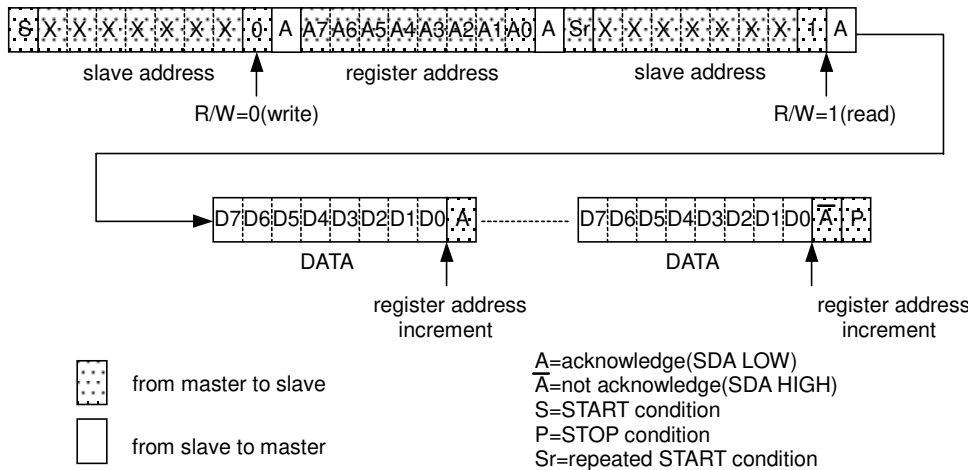 S X X X X X X X 0 A A7 A6 A5 A4 A3 A2 A1 A0 A Sr X X X X X X X 1 A
slave address register address slave address
R/W=0(write) R/W=1(read)
D7 D6 D5 D4 D3 D2 D1 D0 A D7 D6 D5 D4 D3 D2 D1 D0 A̅ P
DATA DATA
register address register address
increment increment
A=acknowledge(SDA LOW)
from master to slave A̅=not acknowledge(SDA HIGH)
S=START condition
from slave to master P=STOP condition
Sr=repeated START condition